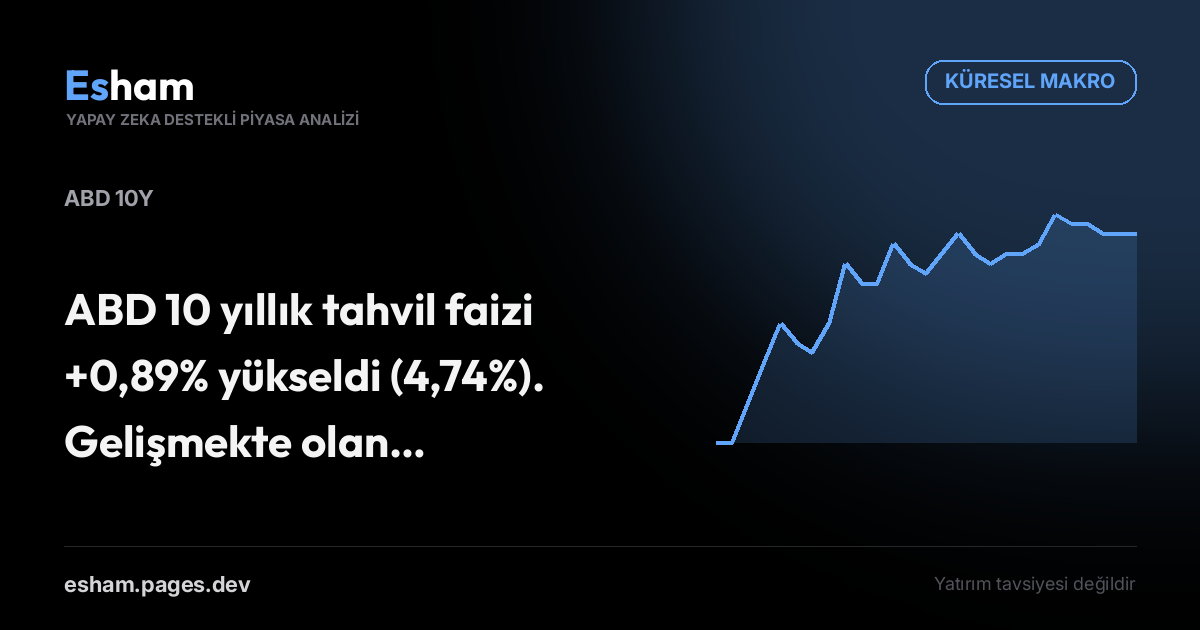 Esham
YAPAY ZEKA DESTEKLİ PİYASA ANALİZİ
KÜRESEL MAKRO
ABD 10Y
ABD 10 yıllık tahvil faizi
+0,89% yükseldi (4,74%).
Gelişmekte olan...
esham.pages.dev
Yatırım tavsiyesi değildir